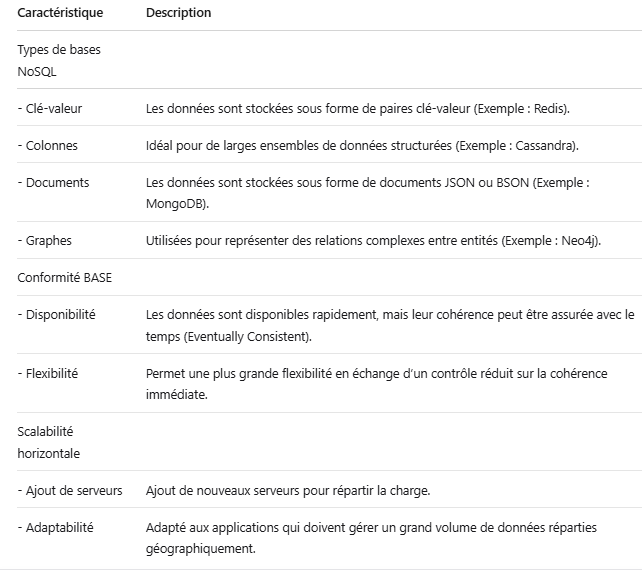 Caractéristique Description
Types de bases
NoSQL
- Clé-valeur Les données sont stockées sous forme de paires clé-valeur (Exemple : Redis).
- Colonnes Idéal pour de larges ensembles de données structurées (Exemple : Cassandra).
- Documents Les données sont stockées sous forme de documents JSON ou BSON (Exemple :
MongoDB).
- Graphes Utilisées pour représenter des relations complexes entre entités (Exemple : Neo4j).
Conformité BASE
- Disponibilité Les données sont disponibles rapidement, mais leur cohérence peut être assurée avec le
temps (Eventually Consistent).
- Flexibilité Permet une plus grande flexibilité en échange d’un contrôle réduit sur la cohérence
immédiate.
Scalabilité
horizontale
- Ajout de serveurs Ajout de nouveaux serveurs pour répartir la charge.
- Adaptabilité Adapté aux applications qui doivent gérer un grand volume de données réparties
géographiquement.